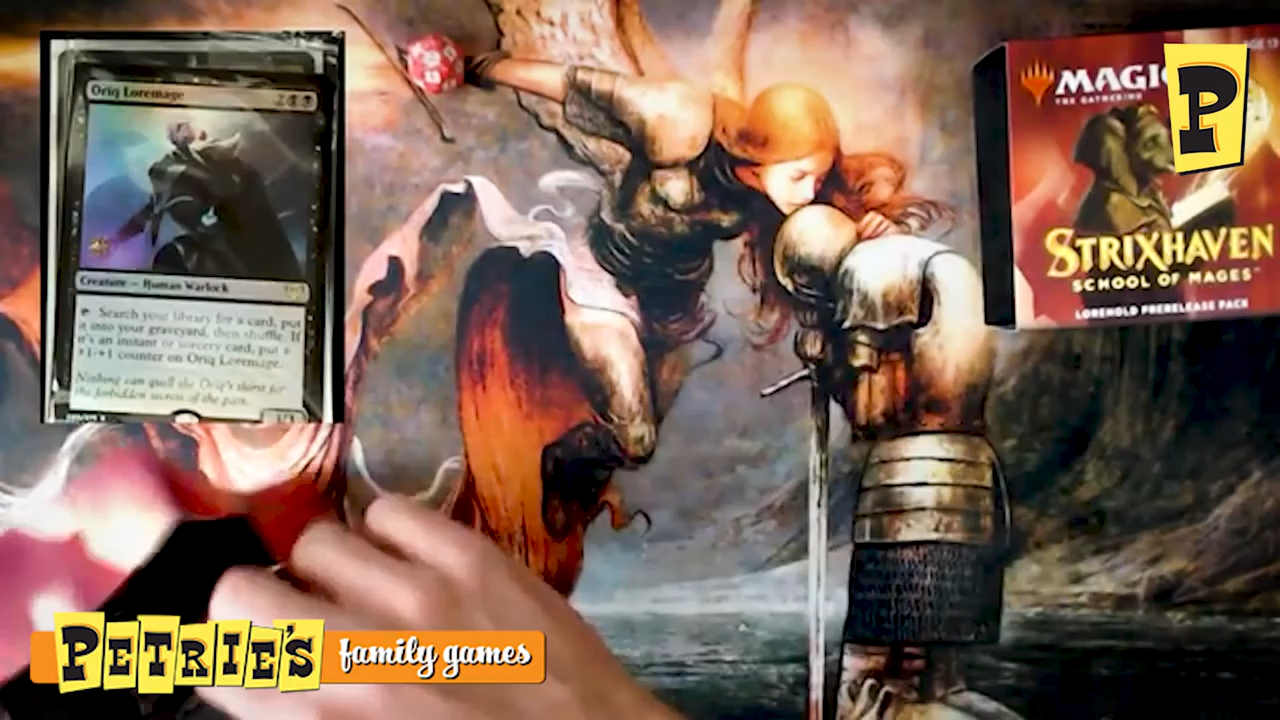 Oriq Loremage
Creature — Human Warlock
: Search your library for a card, put
it into your graveyard, then shuffle. If
it's an instant or sorcery card, put a
+1/+1 counter on Oriq Loremage.
Nothing can quell the Oriq's thirst for
the forbidden secrets of the past.
MAGI
THE GATHERING
P
STRIXHAVEN
SCHOOL OF MAGES™
LOREHOLD PRERELEASE PACK
PETRIE'S family games